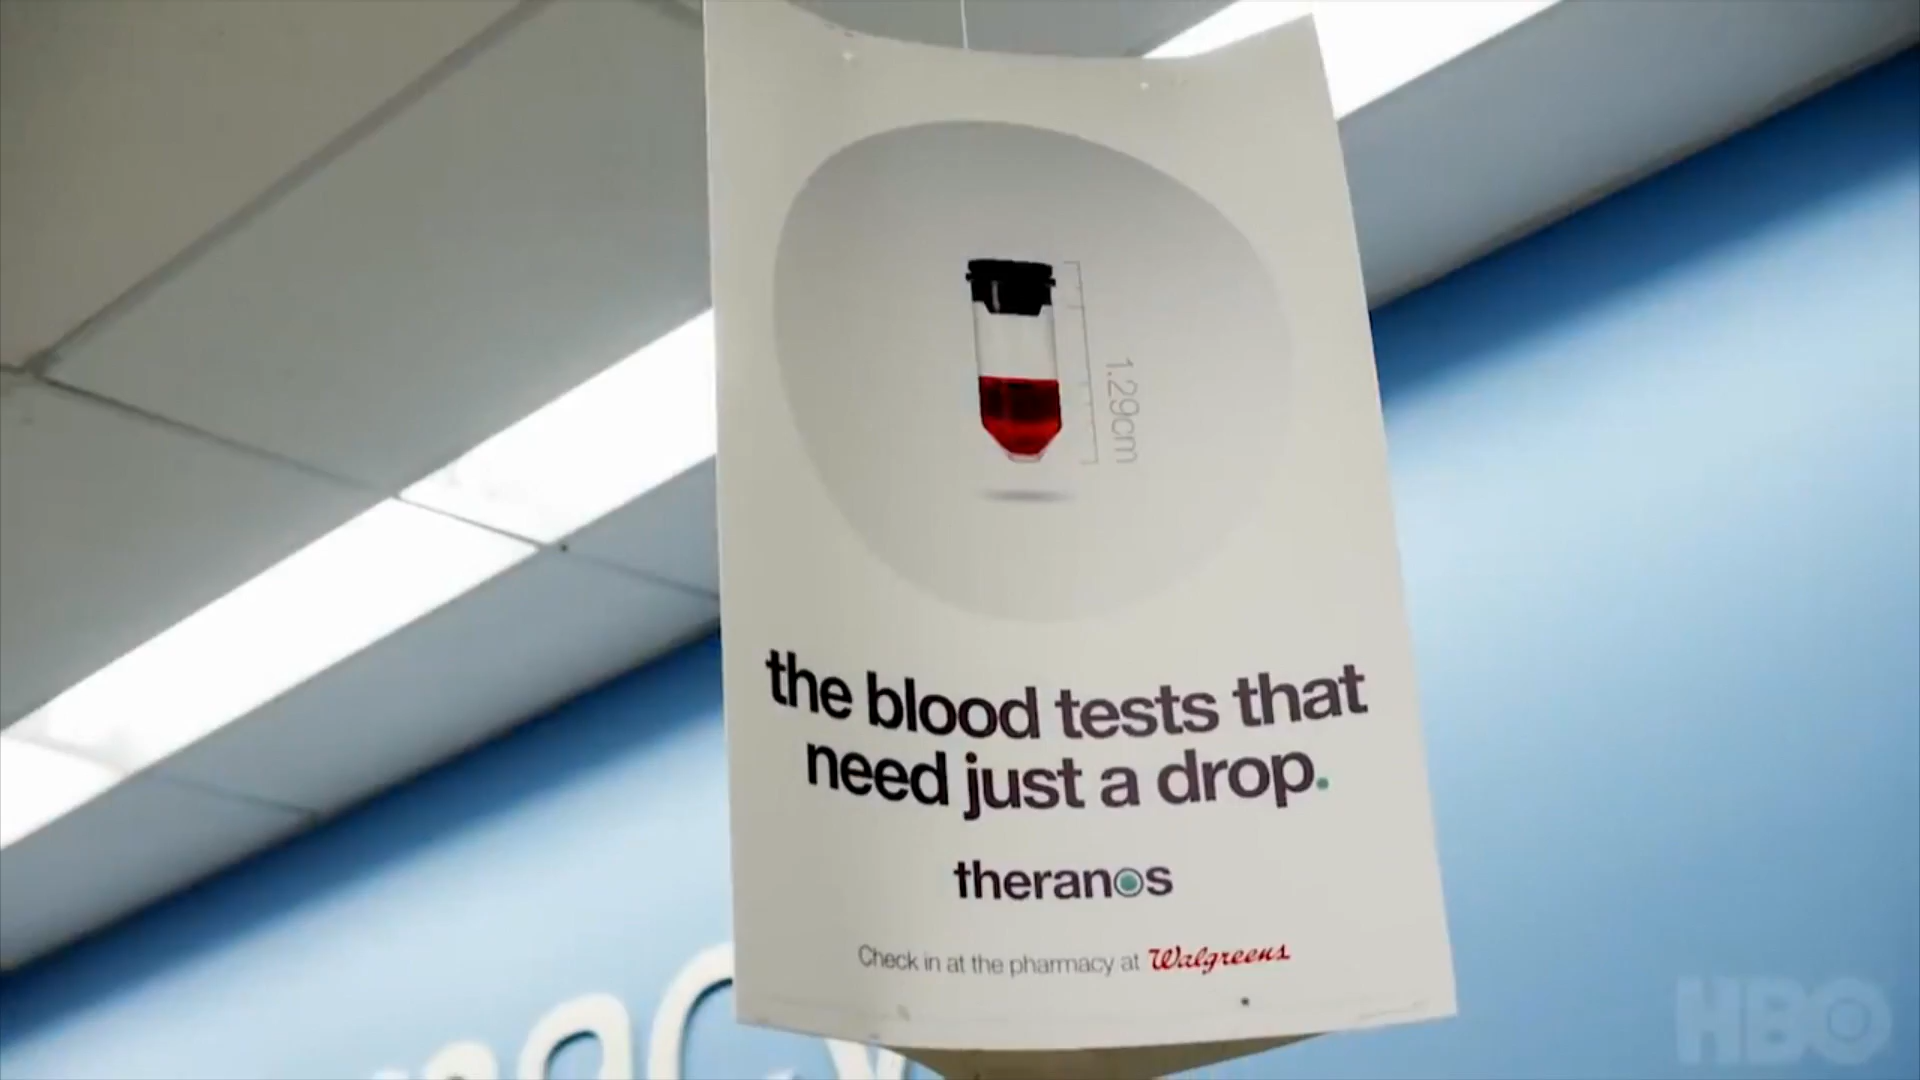 1.29cm
the blood tests that
need just a drop.
theranos
Check in at the pharmacy at Walgreens
HBO